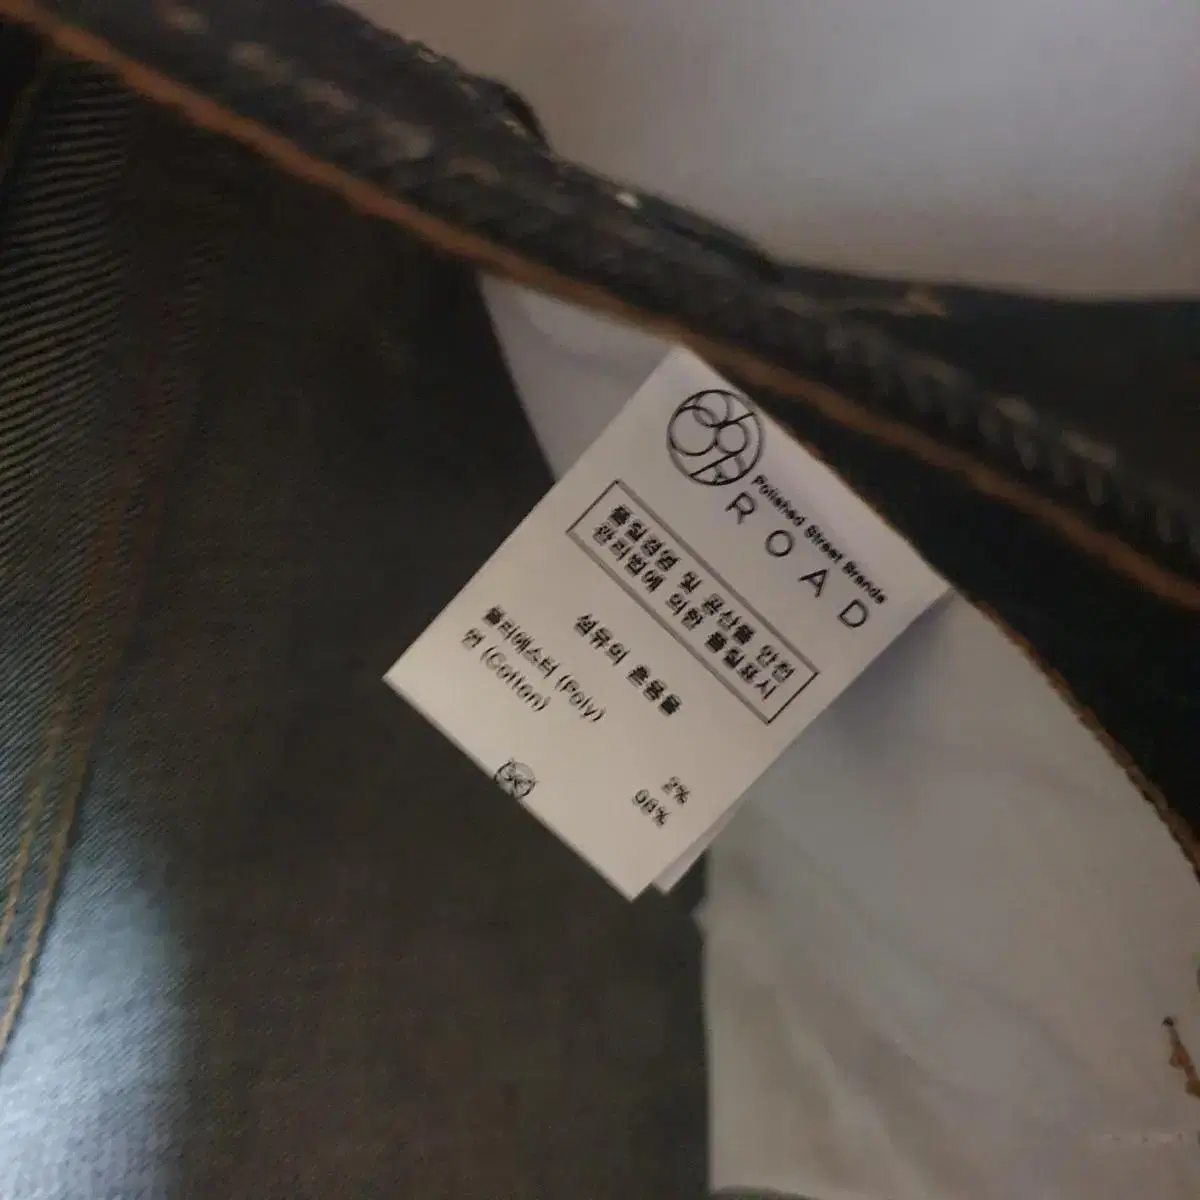 Polished Street Brands
ROAD
품질경영 및 공산품 안전
관리법에 의한 품질표시
섬유의 혼용율
폴리에스터 (Poly) 2%
면 (Cotton) 98%